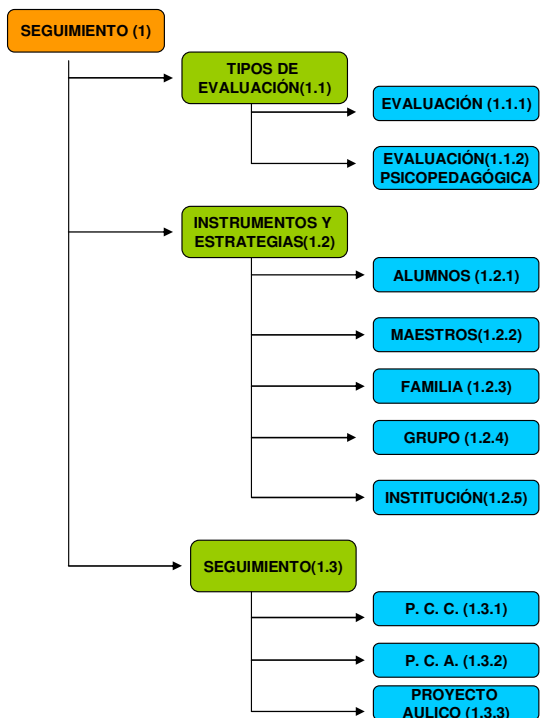 SEGUIMIENTO (1)
TIPOS DE
EVALUACIÓN(1.1)
EVALUACIÓN (1.1.1)
EVALUACIÓN(1.1.2)
PSICOPEDAGÓGICA
INSTRUMENTOS Y
ESTRATEGIAS(1.2)
ALUMNOS (1.2.1)
MAESTROS(1.2.2)
FAMILIA (1.2.3)
GRUPO (1.2.4)
INSTITUCIÓN(1.2.5)
SEGUIMIENTO(1.3)
P. C. C. (1.3.1)
P. C. A. (1.3.2)
PROYECTO
AULICO (1.3.3)